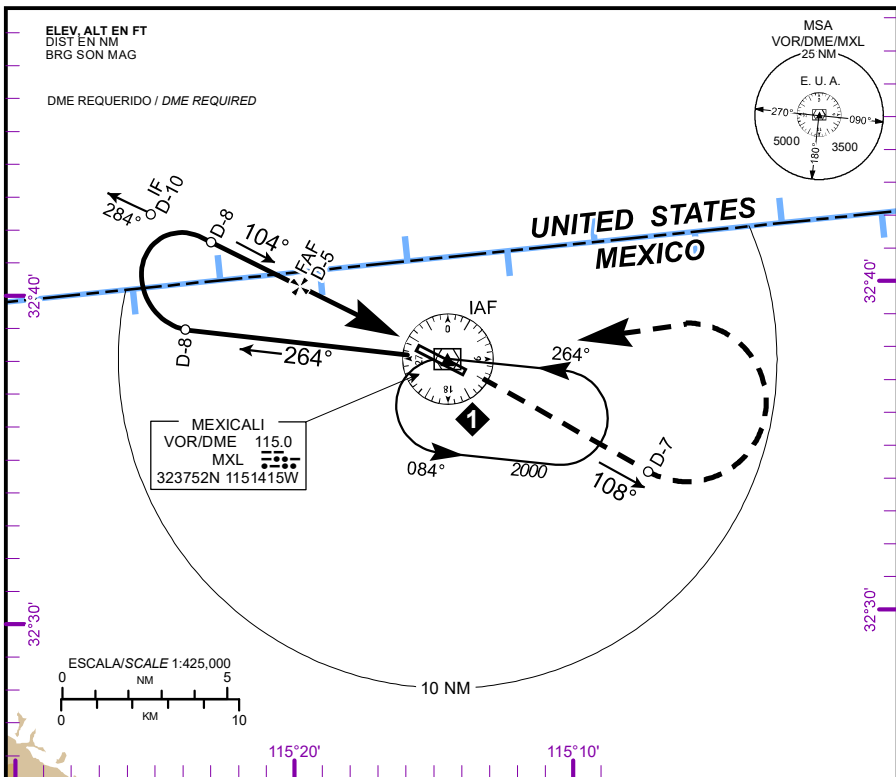 ELEV, ALT EN FT
DIST EN NM
BRG SON MAG
DME REQUERIDO / DME REQUIRED
MSA
VOR/DME/MXL
25 NM
E. U. A.
270°
090°
5000
3500
180°
IF
D-10
284°
D-8
104°
FAF
D-5
UNITED STATES
MEXICO
32°40'
32°40'
IAF
0
9
18
27
D-8
264°
264°
1
MEXICALI
VOR/DME 115.0
MXL
323752N 1151415W
084°
2000
D-7
108°
32°30'
32°30'
ESCALA/SCALE 1:425,000
0 NM 5
0 KM 10
10 NM
115°20'
115°10'